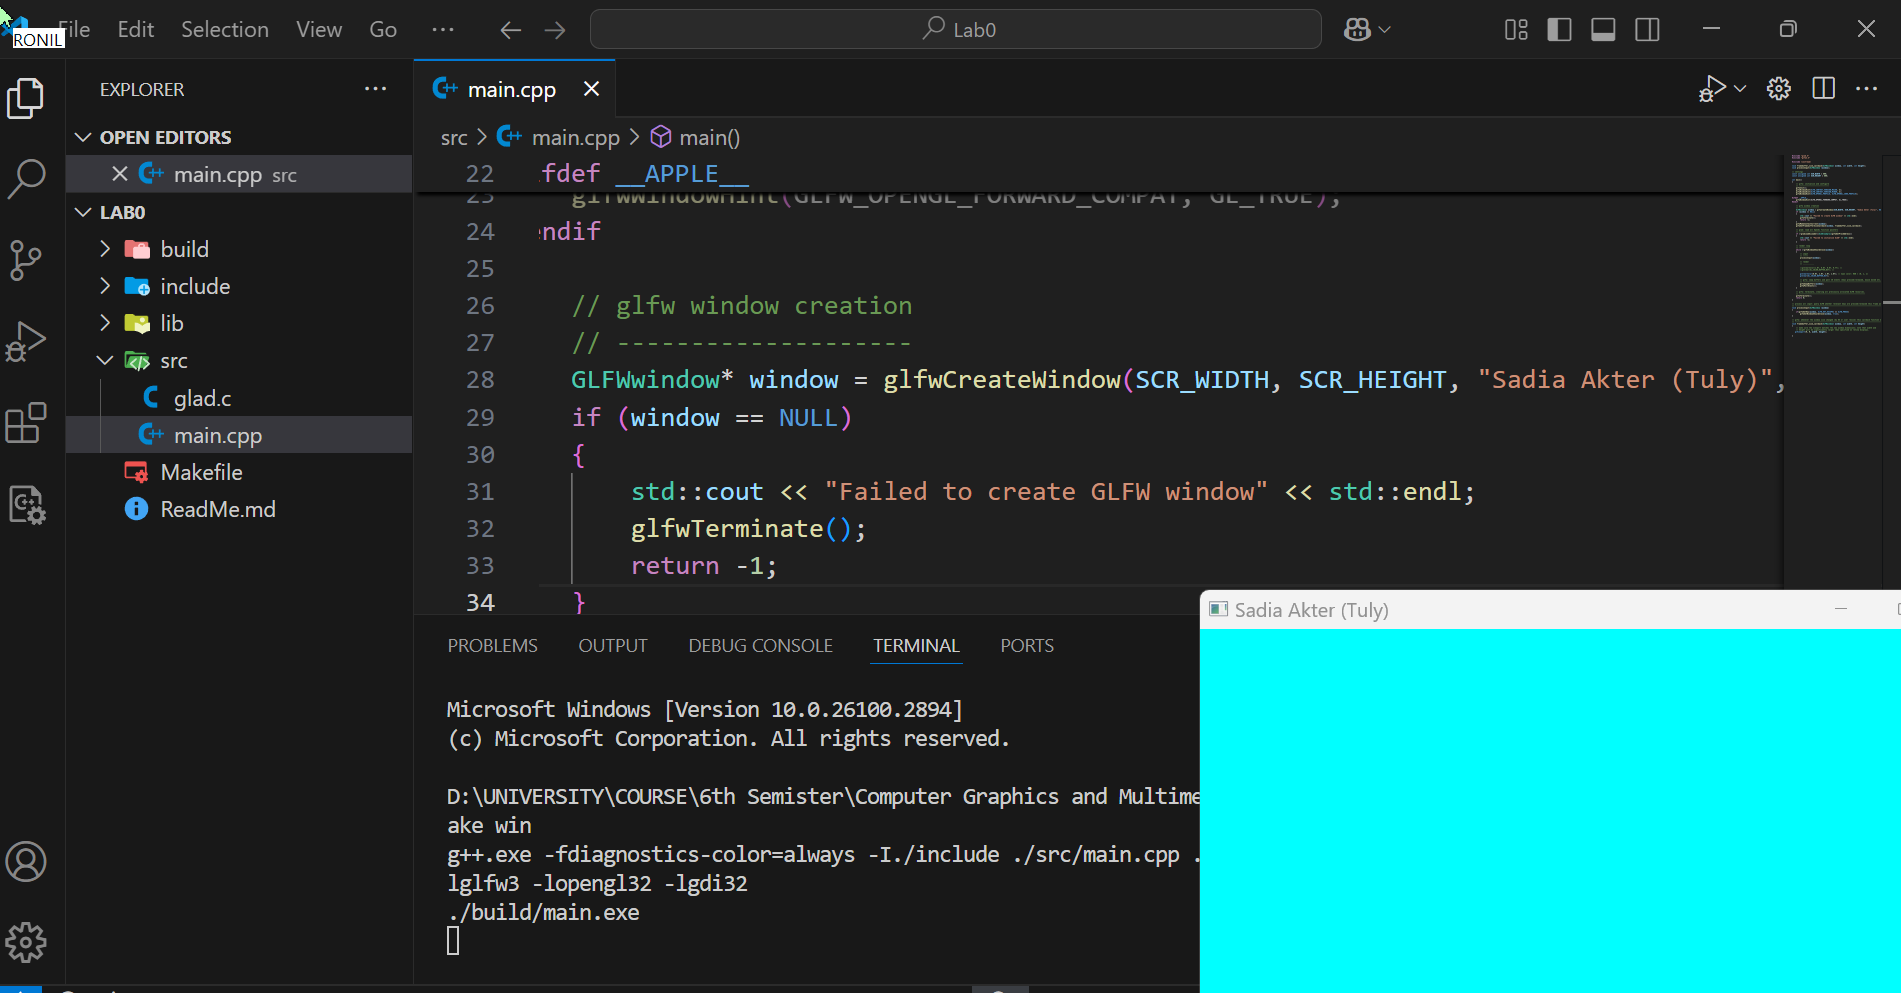 RONIL
ile Edit Selection View Go ··· Lab0
EXPLORER ···
OPEN EDITORS
main.cpp src
LAB0
build
include
lib
src
glad.c
main.cpp
Makefile
ReadMe.md
main.cpp
src > main.cpp > main()
22 fdef __APPLE__
23 glfwWindowHint(GLFW_OPENGL_FORWARD_COMPAT, GL_TRUE);
24 ndif
25
26 // glfw window creation
27 // --------------------
28 GLFWwindow* window = glfwCreateWindow(SCR_WIDTH, SCR_HEIGHT, "Sadia Akter (Tuly)",
29 if (window == NULL)
30 {
31 std::cout << "Failed to create GLFW window" << std::endl;
32 glfwTerminate();
33 return -1;
34 }
PROBLEMS OUTPUT DEBUG CONSOLE TERMINAL PORTS
Microsoft Windows [Version 10.0.26100.2894]
(c) Microsoft Corporation. All rights reserved.
D:\UNIVERSITY\COURSE\6th Semister\Computer Graphics and Multime
ake win
g++.exe -fdiagnostics-color=always -I./include ./src/main.cpp .
lglfw3 -lopengl32 -lgdi32
./build/main.exe
Sadia Akter (Tuly)